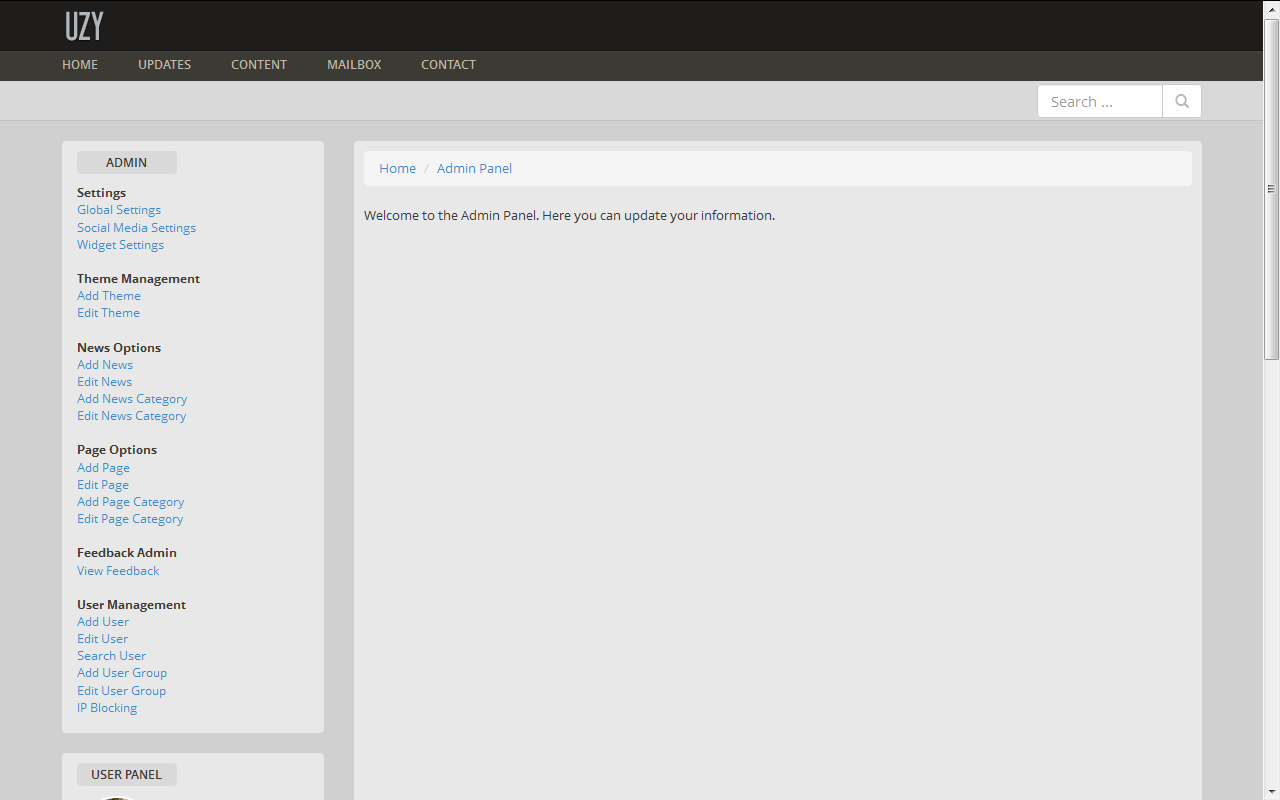 UZY
HOME UPDATES CONTENT MAILBOX CONTACT
Search ...
ADMIN
Settings
Global Settings
Social Media Settings
Widget Settings
Theme Management
Add Theme
Edit Theme
News Options
Add News
Edit News
Add News Category
Edit News Category
Page Options
Add Page
Edit Page
Add Page Category
Edit Page Category
Feedback Admin
View Feedback
User Management
Add User
Edit User
Search User
Add User Group
Edit User Group
IP Blocking
USER PANEL
Home / Admin Panel
Welcome to the Admin Panel. Here you can update your information.